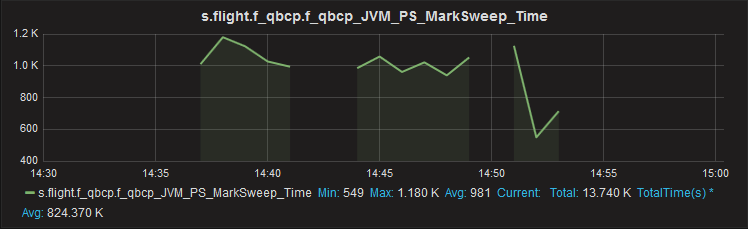 s.flight.f_qbcp.f_qbcp_JVM_PS_MarkSweep_Time
1.2 K
1.0 K
800
600
400
14:30 14:35 14:40 14:45 14:50 14:55 15:00
s.flight.f_qbcp.f_qbcp_JVM_PS_MarkSweep_Time Min: 549 Max: 1.180 K Avg: 981 Current: Total: 13.740 K TotalTime(s) *
Avg: 824.370 K